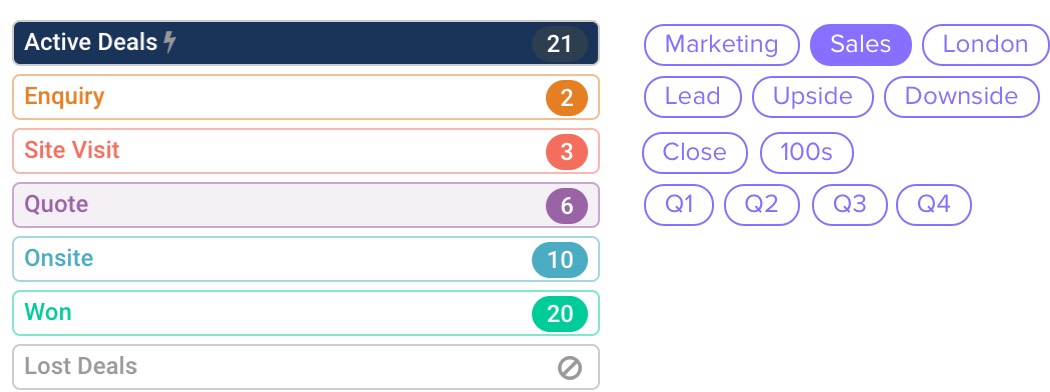 Active Deals 21
Enquiry 2
Site Visit 3
Quote 6
Onsite 10
Won 20
Lost Deals
Marketing Sales London
Lead Upside Downside
Close 100s
Q1 Q2 Q3 Q4